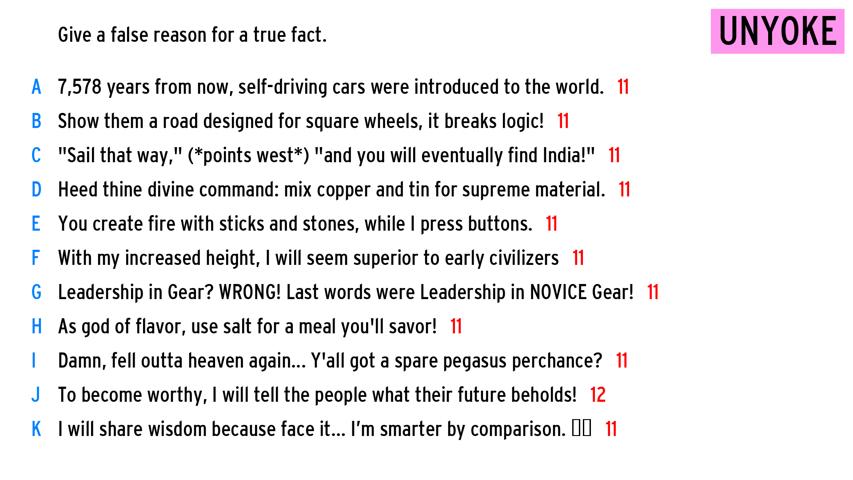 Give a false reason for a true fact.
UNYOKE
A 7,578 years from now, self-driving cars were introduced to the world. 11
B Show them a road designed for square wheels, it breaks logic! 11
C "Sail that way," (*points west*) "and you will eventually find India!" 11
D Heed thine divine command: mix copper and tin for supreme material. 11
E You create fire with sticks and stones, while I press buttons. 11
F With my increased height, I will seem superior to early civilizers 11
G Leadership in Gear? WRONG! Last words were Leadership in NOVICE Gear! 11
H As god of flavor, use salt for a meal you'll savor! 11
I Damn, fell outta heaven again... Y'all got a spare pegasus perchance? 11
J To become worthy, I will tell the people what their future beholds! 12
K I will share wisdom because face it... I'm smarter by comparison. 11